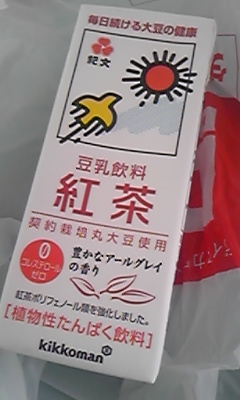 毎日続ける大豆の健康
紀文
豆乳飲料
紅茶
契約栽培丸大豆使用
0
コレステロール
ゼロ
豊かなアールグレイ
の香り
紅茶ポリフェノール類を強化しました。
[植物性たんぱく飲料]
kikkoman